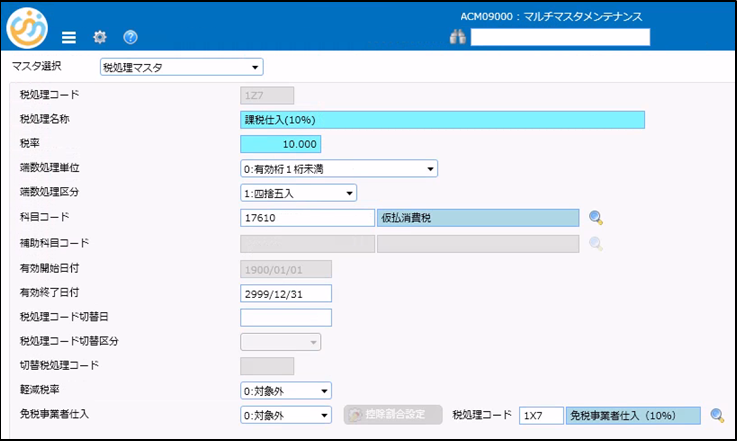 ACM09000：マルチマスタメンテナンス
マスタ選択 税処理マスタ
税処理コード 1Z7
税処理名称 課税仕入(10%)
税率 10.000
端数処理単位 0:有効桁１桁未満
端数処理区分 1:四捨五入
科目コード 17610 仮払消費税
補助科目コード
有効開始日付 1900/01/01
有効終了日付 2999/12/31
税処理コード切替日
税処理コード切替区分
切替税処理コード
軽減税率 0:対象外
免税事業者仕入 0:対象外 控除割合設定 税処理コード 1X7 免税事業者仕入（10%）